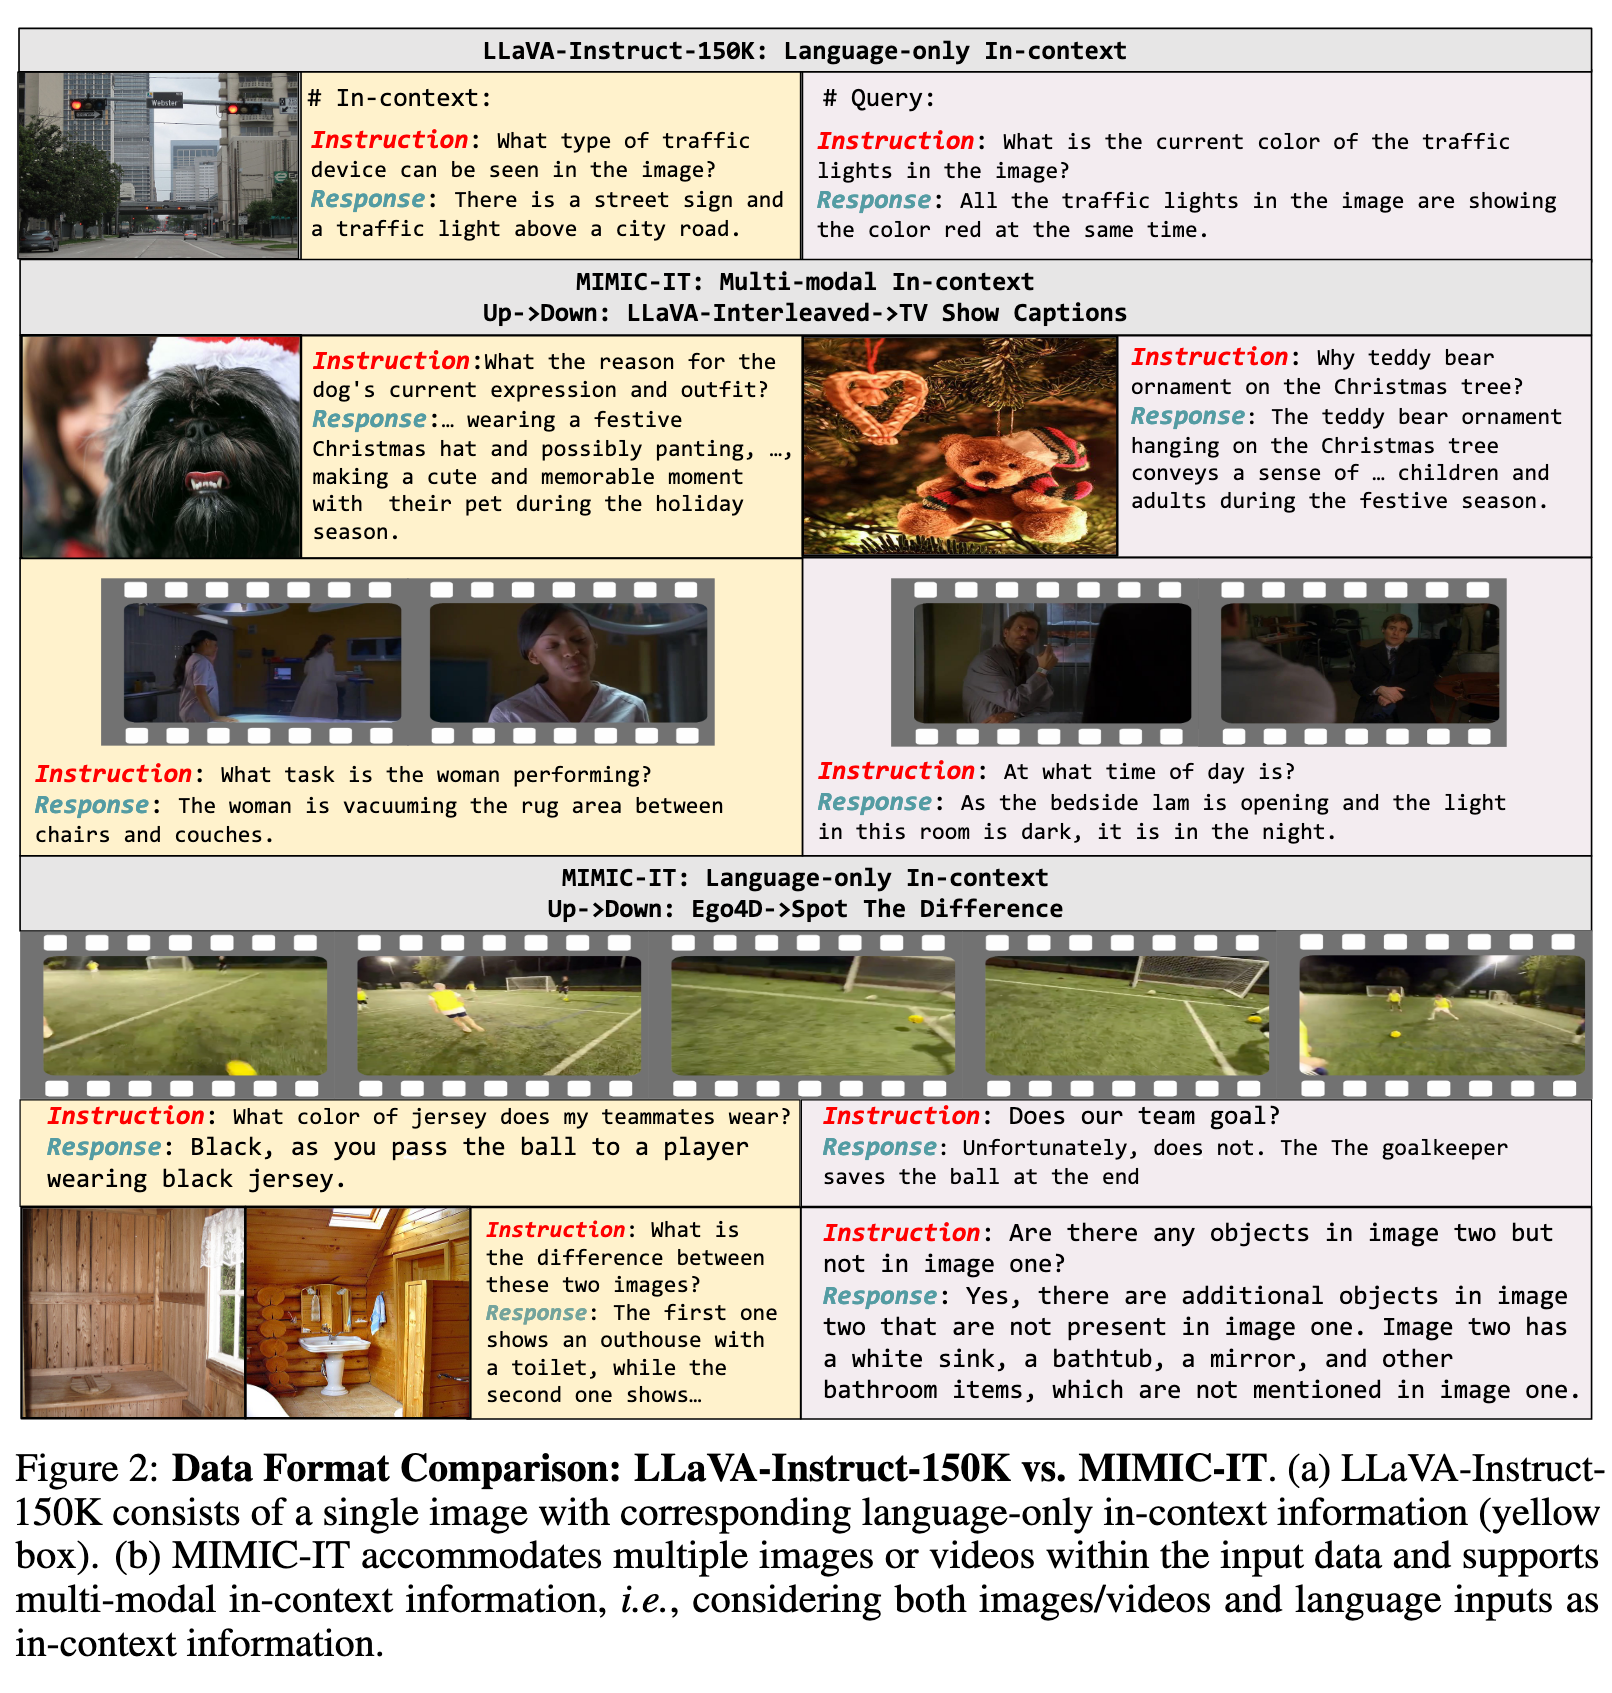 LLaVA-Instruct-150K: Language-only In-context
Webster
# In-context:
Instruction: What type of traffic
device can be seen in the image?
Response: There is a street sign and
a traffic light above a city road.
# Query:
Instruction: What is the current color of the traffic
lights in the image?
Response: All the traffic lights in the image are showing
the color red at the same time.
MIMIC-IT: Multi-modal In-context
Up->Down: LLaVA-Interleaved->TV Show Captions
Instruction:What the reason for the
dog's current expression and outfit?
Response:… wearing a festive
Christmas hat and possibly panting, …,
making a cute and memorable moment
with their pet during the holiday
season.
Instruction: Why teddy bear
ornament on the Christmas tree?
Response: The teddy bear ornament
hanging on the Christmas tree
conveys a sense of … children and
adults during the festive season.
Instruction: What task is the woman performing?
Response: The woman is vacuuming the rug area between
chairs and couches.
Instruction: At what time of day is?
Response: As the bedside lam is opening and the light
in this room is dark, it is in the night.
MIMIC-IT: Language-only In-context
Up->Down: Ego4D->Spot The Difference
Instruction: What color of jersey does my teammates wear?
Response: Black, as you pass the ball to a player
wearing black jersey.
Instruction: Does our team goal?
Response: Unfortunately, does not. The The goalkeeper
saves the ball at the end
Instruction: What is
the difference between
these two images?
Response: The first one
shows an outhouse with
a toilet, while the
second one shows…
Instruction: Are there any objects in image two but
not in image one?
Response: Yes, there are additional objects in image
two that are not present in image one. Image two has
a white sink, a bathtub, a mirror, and other
bathroom items, which are not mentioned in image one.
Figure 2: Data Format Comparison: LLaVA-Instruct-150K vs. MIMIC-IT. (a) LLaVA-Instruct-
150K consists of a single image with corresponding language-only in-context information (yellow
box). (b) MIMIC-IT accommodates multiple images or videos within the input data and supports
multi-modal in-context information, i.e., considering both images/videos and language inputs as
in-context information.